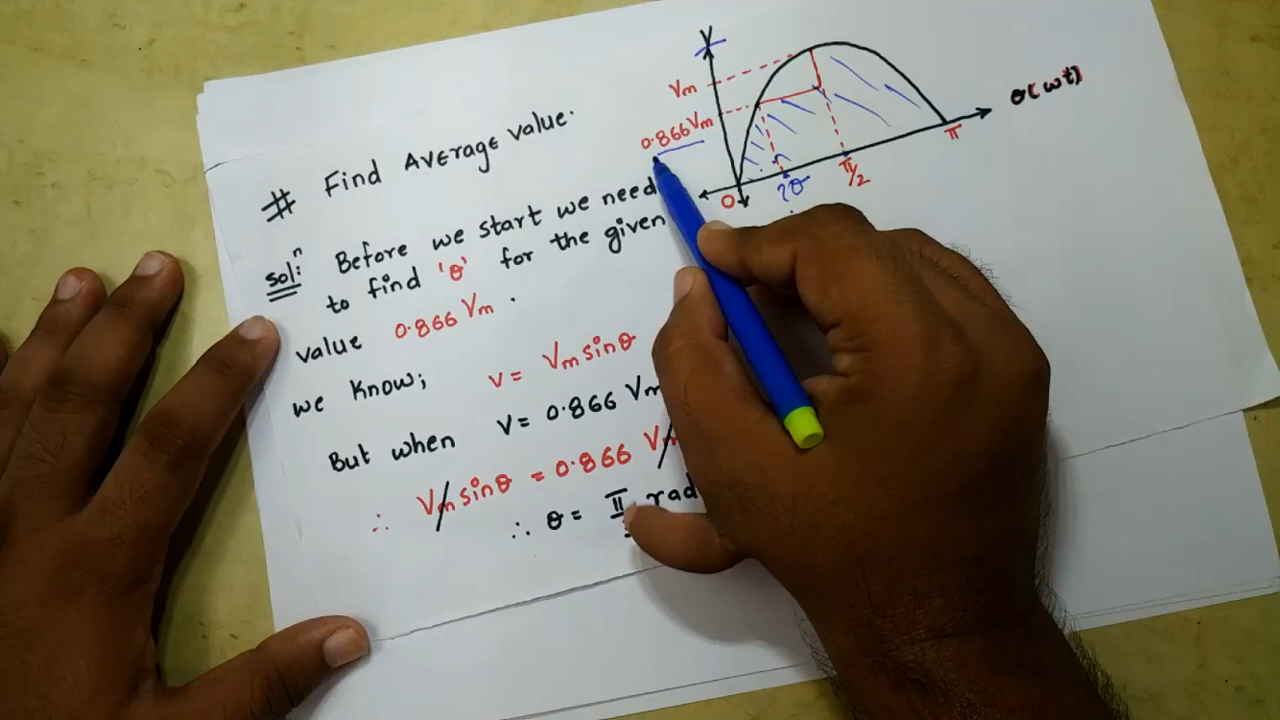 # Find Average value.
V
Vm
0.866Vm
θ(ωt)
0
?θ
π/2
π
soln: Before we start we need
to find 'θ' for the given
value 0.866 Vm .
we know; v = Vm sinθ
But when v = 0.866 Vm
∴ Vm sinθ = 0.866 Vm
∴ θ = π rad